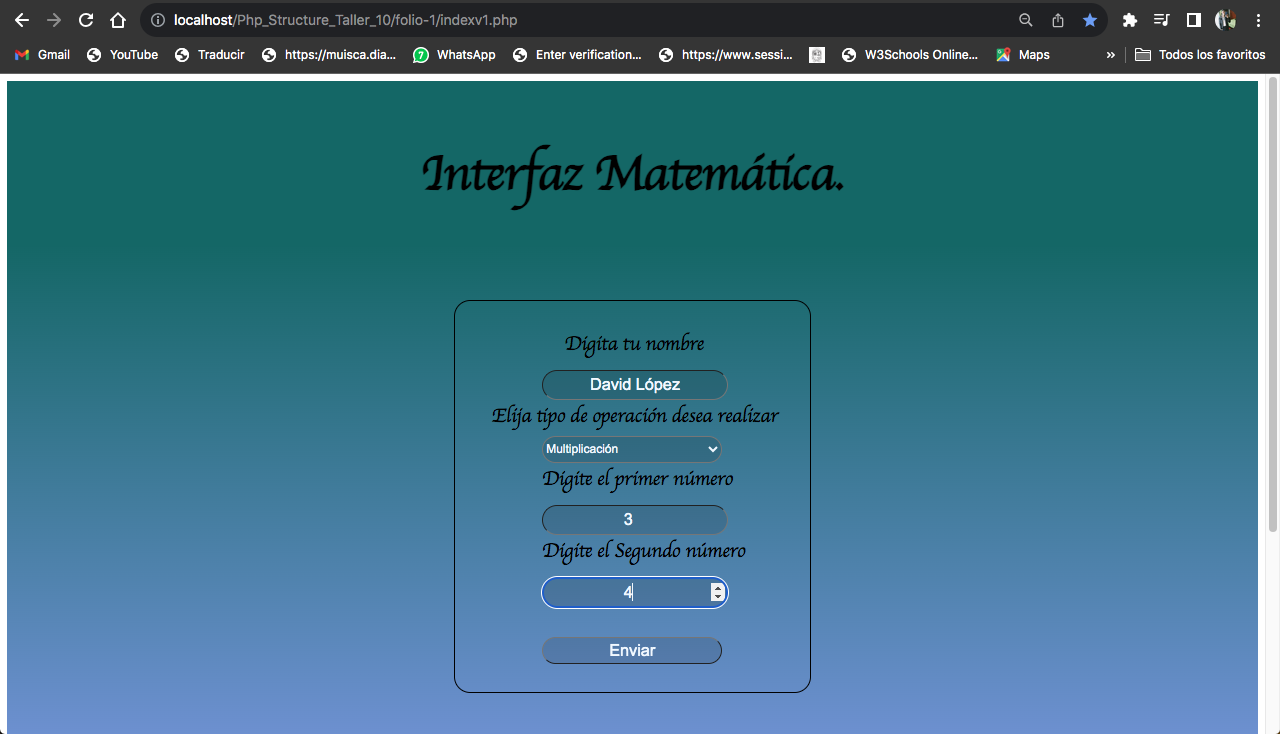 localhost/Php_Structure_Taller_10/folio-1/indexv1.php
Gmail YouTube Traducir https://muisca.dia... 7 WhatsApp Enter verification... https://www.sessi... W3Schools Online... Maps » Todos los favoritos
Interfaz Matemática.
Digita tu nombre
David López
Elija tipo de operación desea realizar
Multiplicación
Digite el primer número
3
Digite el Segundo número
4
Enviar